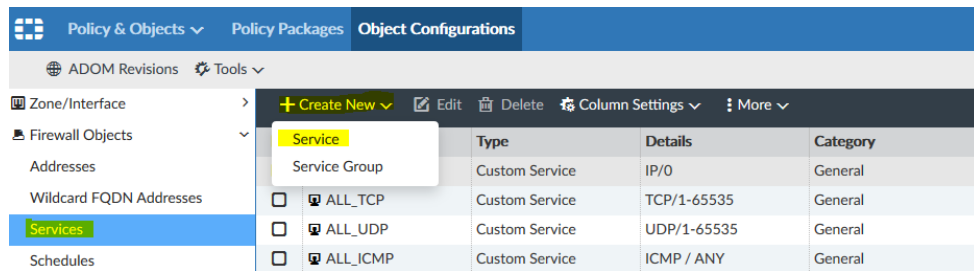 Policy & Objects Policy Packages Object Configurations
ADOM Revisions Tools
Zone/Interface
Create New Edit Delete Column Settings More
Firewall Objects
Service
Type Details Category
Addresses
Service Group
Custom Service IP/0 General
Wildcard FQDN Addresses
ALL_TCP Custom Service TCP/1-65535 General
Services
ALL_UDP Custom Service UDP/1-65535 General
Schedules
ALL_ICMP Custom Service ICMP / ANY General